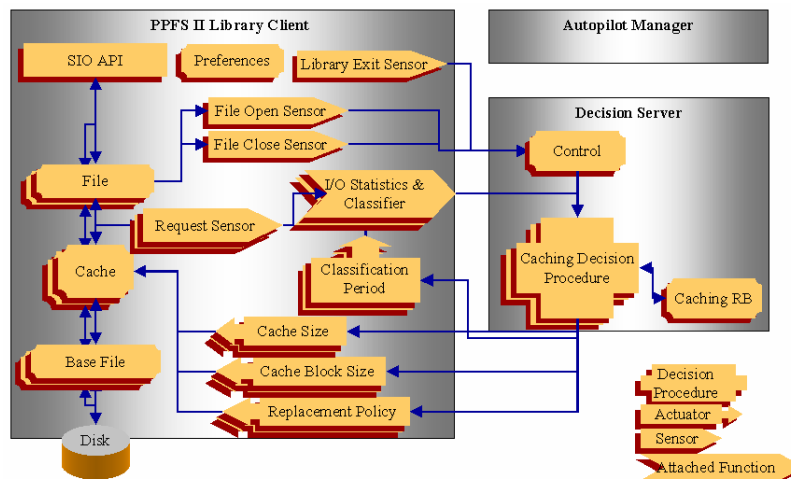 PPFS II Library Client
Autopilot Manager
SIO API
Preferences
Library Exit Sensor
File Open Sensor
File Close Sensor
Decision Server
Control
File
I/O Statistics &
Classifier
Request Sensor
Cache
Classification
Period
Caching Decision
Procedure
Caching RB
Cache Size
Base File
Cache Block Size
Replacement Policy
Disk
Decision
Procedure
Actuator
Sensor
Attached Function